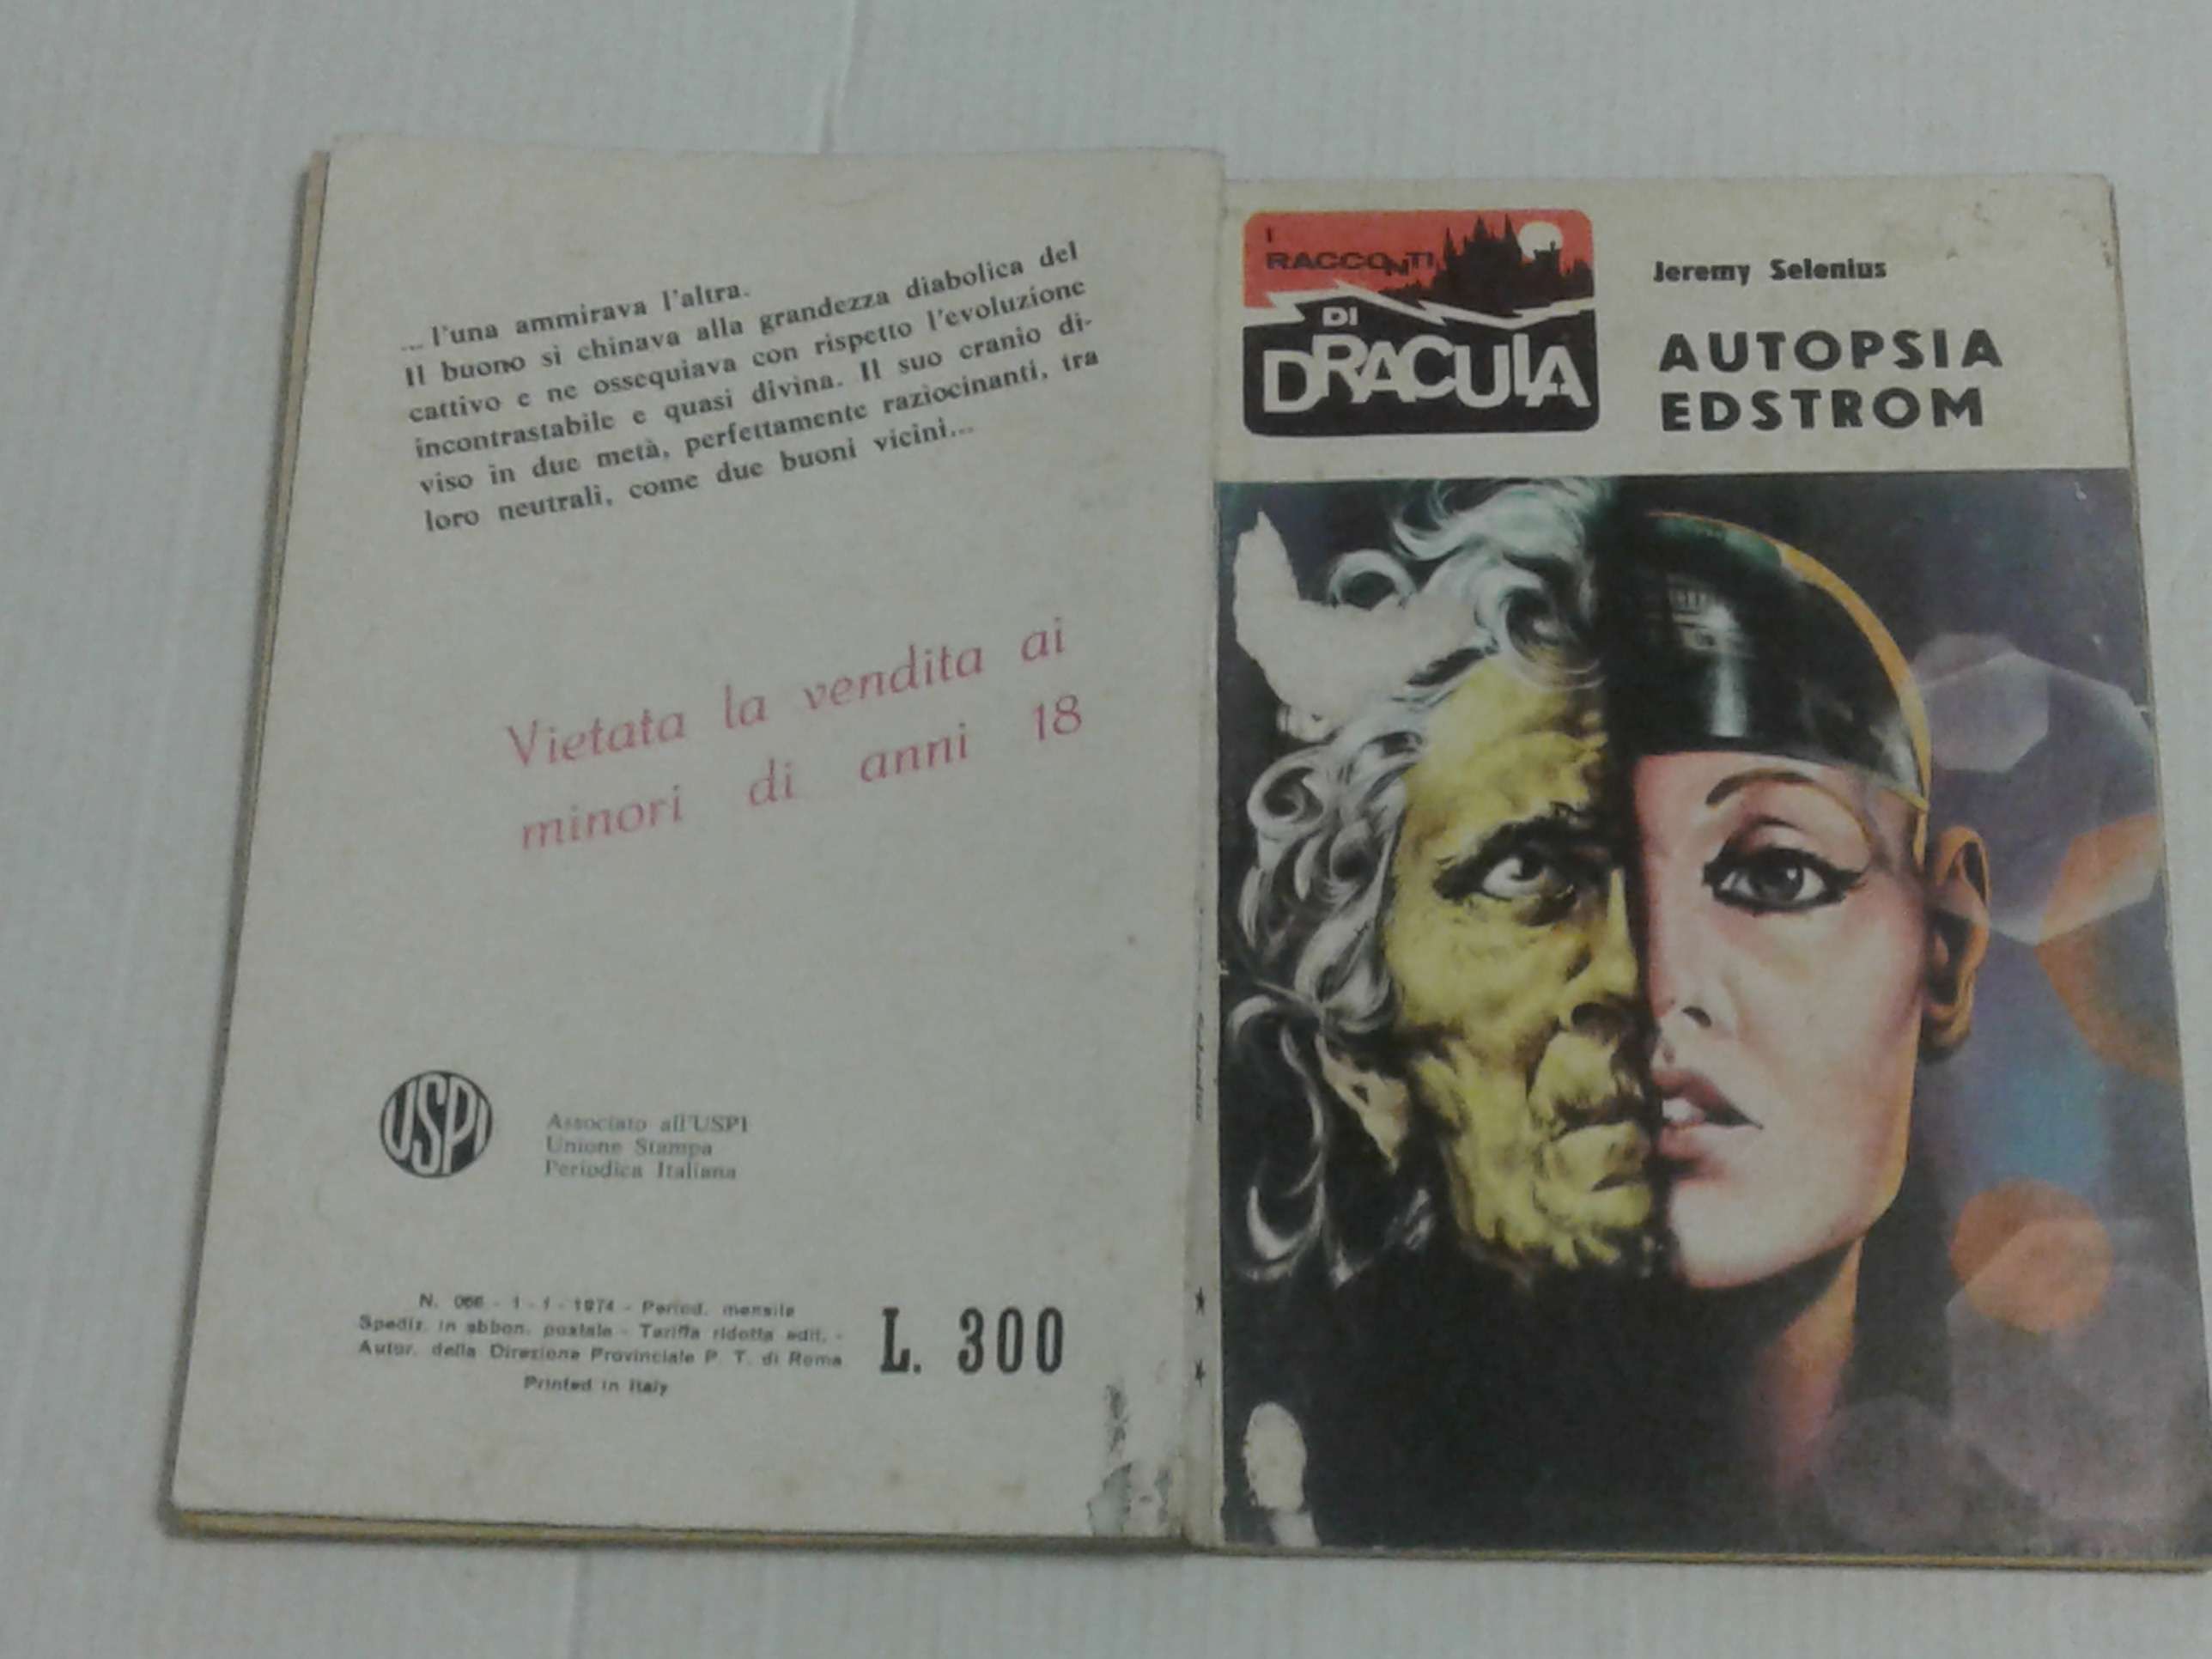 ... l'una ammirava l'altra.
Il buono si chinava alla grandezza diabolica del
cattivo e ne ossequiava con rispetto l'evoluzione
incontrastabile e quasi divina. Il suo cranio di-
viso in due metà, perfettamente raziocinanti, tra
loro neutrali, come due buoni vicini...
Vietata la vendita ai
minori di anni 18
USPI
Associato all'USPI
Unione Stampa
Periodica Italiana
N. 066 - 1 - 1 - 1974 - Period. mensile
Spediz. in abbon. postale - Tariffa ridotta edit. -
Autor. della Direzione Provinciale P. T. di Roma
Printed in Italy
L. 300
I
RACCONTI
DI
DRACULA
Jeremy Selenius
AUTOPSIA
EDSTROM